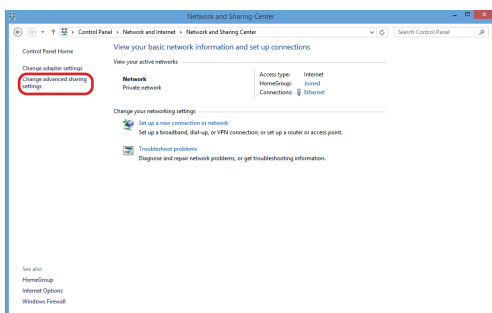 Network and Sharing Center
Control Panel Network and Internet Network and Sharing Center
Search Control Panel
Control Panel Home
Change adapter settings
Change advanced sharing
settings
View your basic network information and set up connections
View your active networks
Network
Private network
Access type: Internet
HomeGroup: Joined
Connections: Ethernet
Change your networking settings
Set up a new connection or network
Set up a broadband, dial-up, or VPN connection; or set up a router or access point.
Troubleshoot problems
Diagnose and repair network problems, or get troubleshooting information.
See also
HomeGroup
Internet Options
Windows Firewall